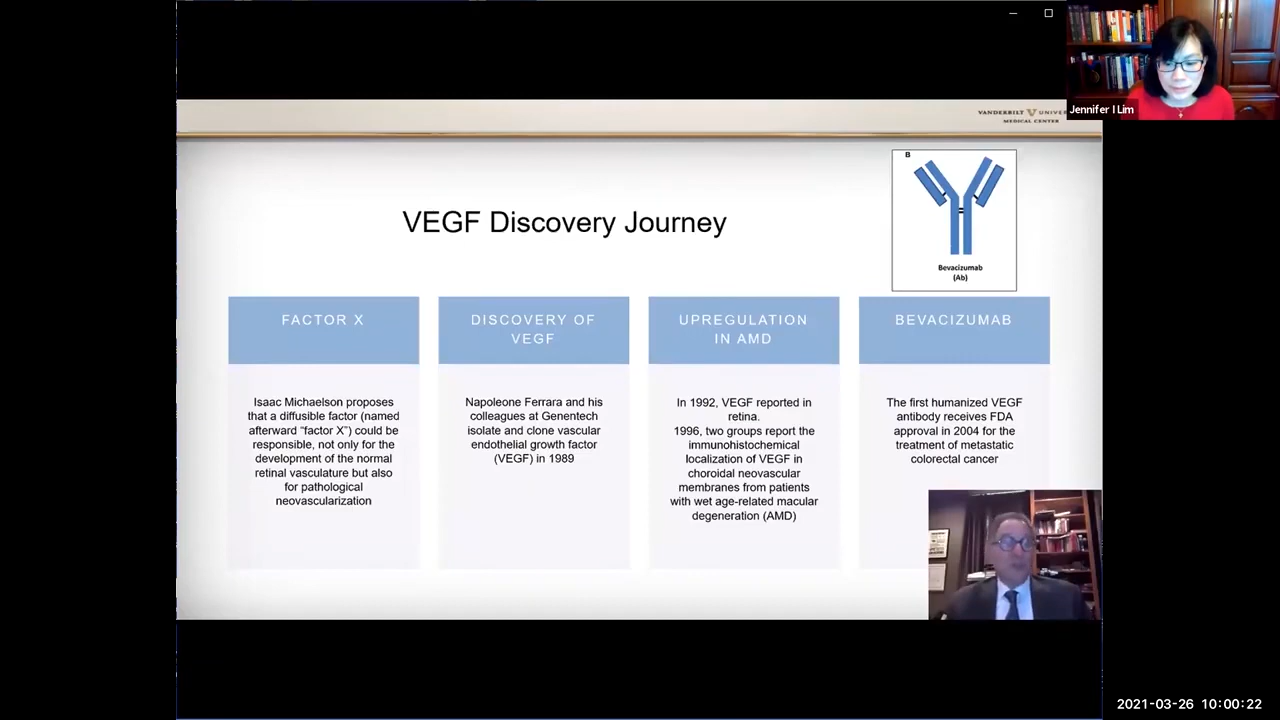 Jennifer I Lim
VANDERBILT
MEDICAL CENTER
B
Bevacizumab
(Ab)
VEGF Discovery Journey
FACTOR X
Isaac Michaelson proposes
that a diffusible factor (named
afterward “factor X”) could be
responsible, not only for the
development of the normal
retinal vasculature but also
for pathological
neovascularization
DISCOVERY OF
VEGF
Napoleone Ferrara and his
colleagues at Genentech
isolate and clone vascular
endothelial growth factor
(VEGF) in 1989
UPREGULATION
IN AMD
In 1992, VEGF reported in
retina.
1996, two groups report the
immunohistochemical
localization of VEGF in
choroidal neovascular
membranes from patients
with wet age-related macular
degeneration (AMD)
BEVACIZUMAB
The first humanized VEGF
antibody receives FDA
approval in 2004 for the
treatment of metastatic
colorectal cancer
2021-03-26 10:00:22